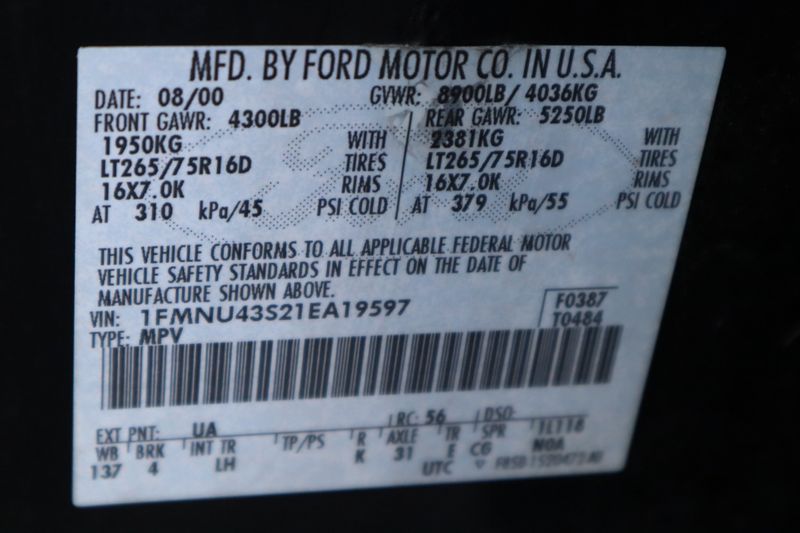 MFD. BY FORD MOTOR CO. IN U.S.A.
DATE: 08/00 GVWR: 8900LB/ 4036KG
FRONT GAWR: 4300LB REAR GAWR: 5250LB
1950KG WITH 2381KG WITH
LT265/75R16D TIRES LT265/75R16D TIRES
16X7.0K RIMS 16X7.0K RIMS
AT 310 kPa/45 PSI COLD AT 379 kPa/55 PSI COLD
THIS VEHICLE CONFORMS TO ALL APPLICABLE FEDERAL MOTOR
VEHICLE SAFETY STANDARDS IN EFFECT ON THE DATE OF
MANUFACTURE SHOWN ABOVE.
VIN: 1FMNU43S21EA19597 F0387
TYPE: MPV T0484
EXT PNT: UA RC: 56 DSO:
WB BRK INT TR TP/PS R AXLE TR SPR 1L118
137 4 LH K 31 E CG NOA
UTC